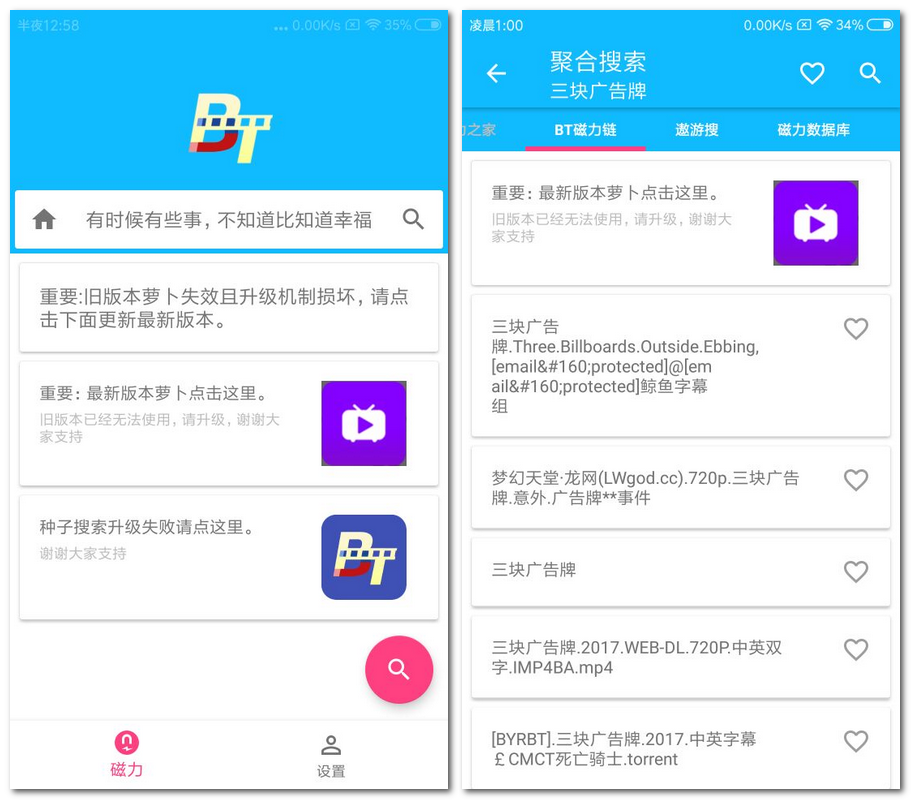 半夜12:58
... 0.00K/s 35%
BT
有时候有些事，不知道比知道幸福
重要:旧版本萝卜失效且升级机制损坏，请点
击下面更新最新版本。
重要：最新版本萝卜点击这里。
旧版本已经无法使用，请升级，谢谢大
家支持
种子搜索升级失败请点这里。
谢谢大家支持
BT
磁力
设置
凌晨1:00
0.00K/s 34%
聚合搜索
三块广告牌
力之家
BT磁力链
遨游搜
磁力数据库
重要：最新版本萝卜点击这里。
旧版本已经无法使用，请升级，谢谢大
家支持
三块广告
牌.Three.Billboards.Outside.Ebbing,
[email&#160;protected]@[em
ail&#160;protected]鲸鱼字幕
组
梦幻天堂·龙网(LWgod.cc).720p.三块广告
牌.意外.广告牌**事件
三块广告牌
三块广告牌.2017.WEB-DL.720P.中英双
字.IMP4BA.mp4
[BYRBT].三块广告牌.2017.中英字幕
￡CMCT死亡骑士.torrent